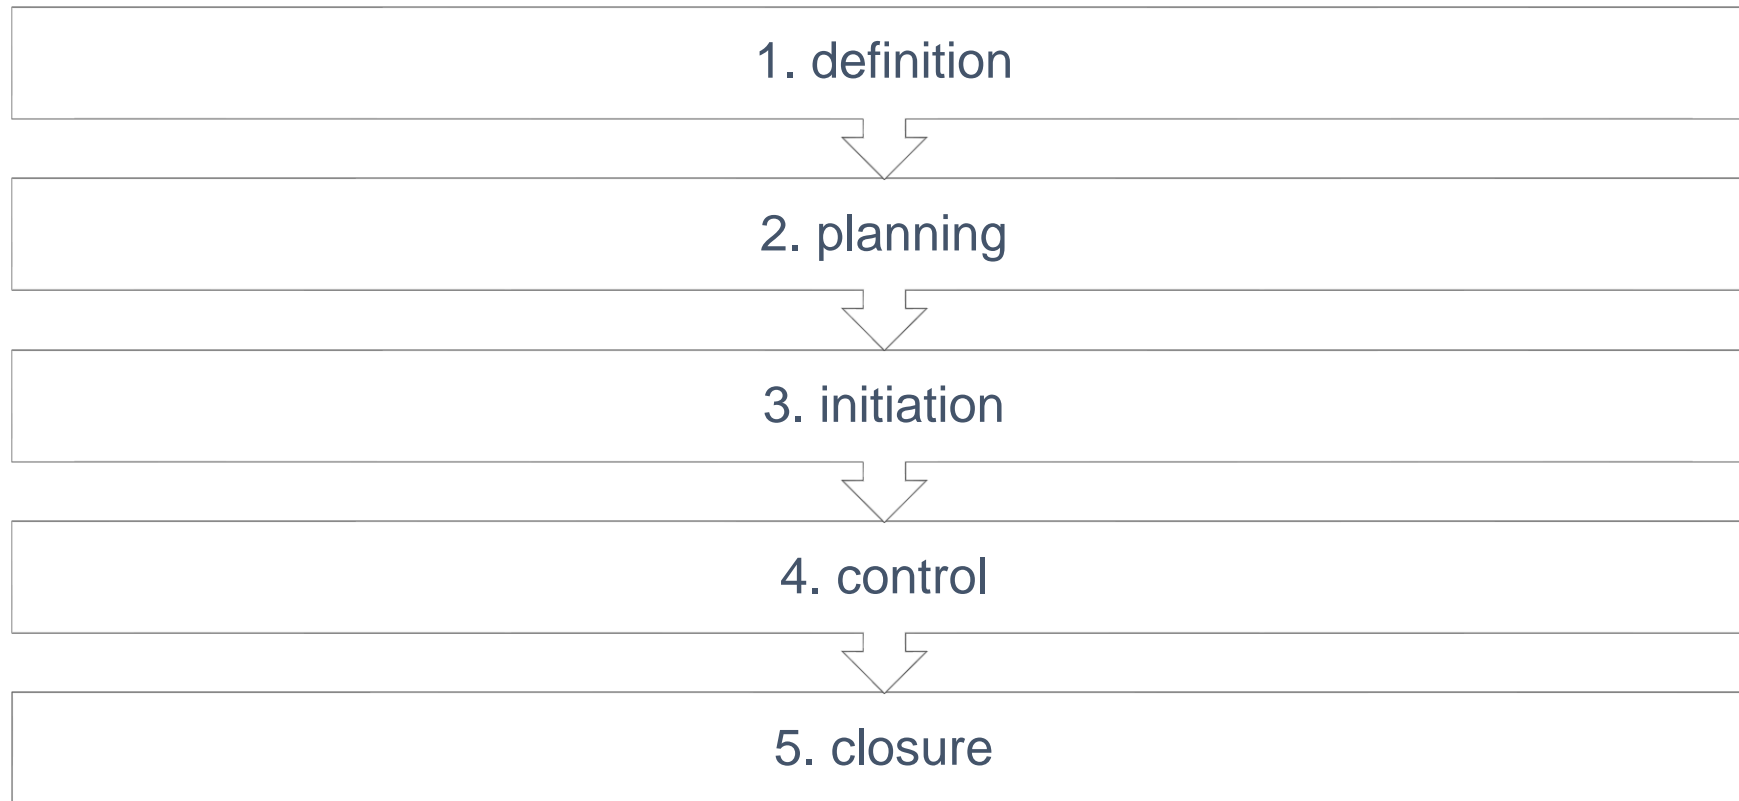 1. definition
2. planning
3. initiation
4. control
5. closure